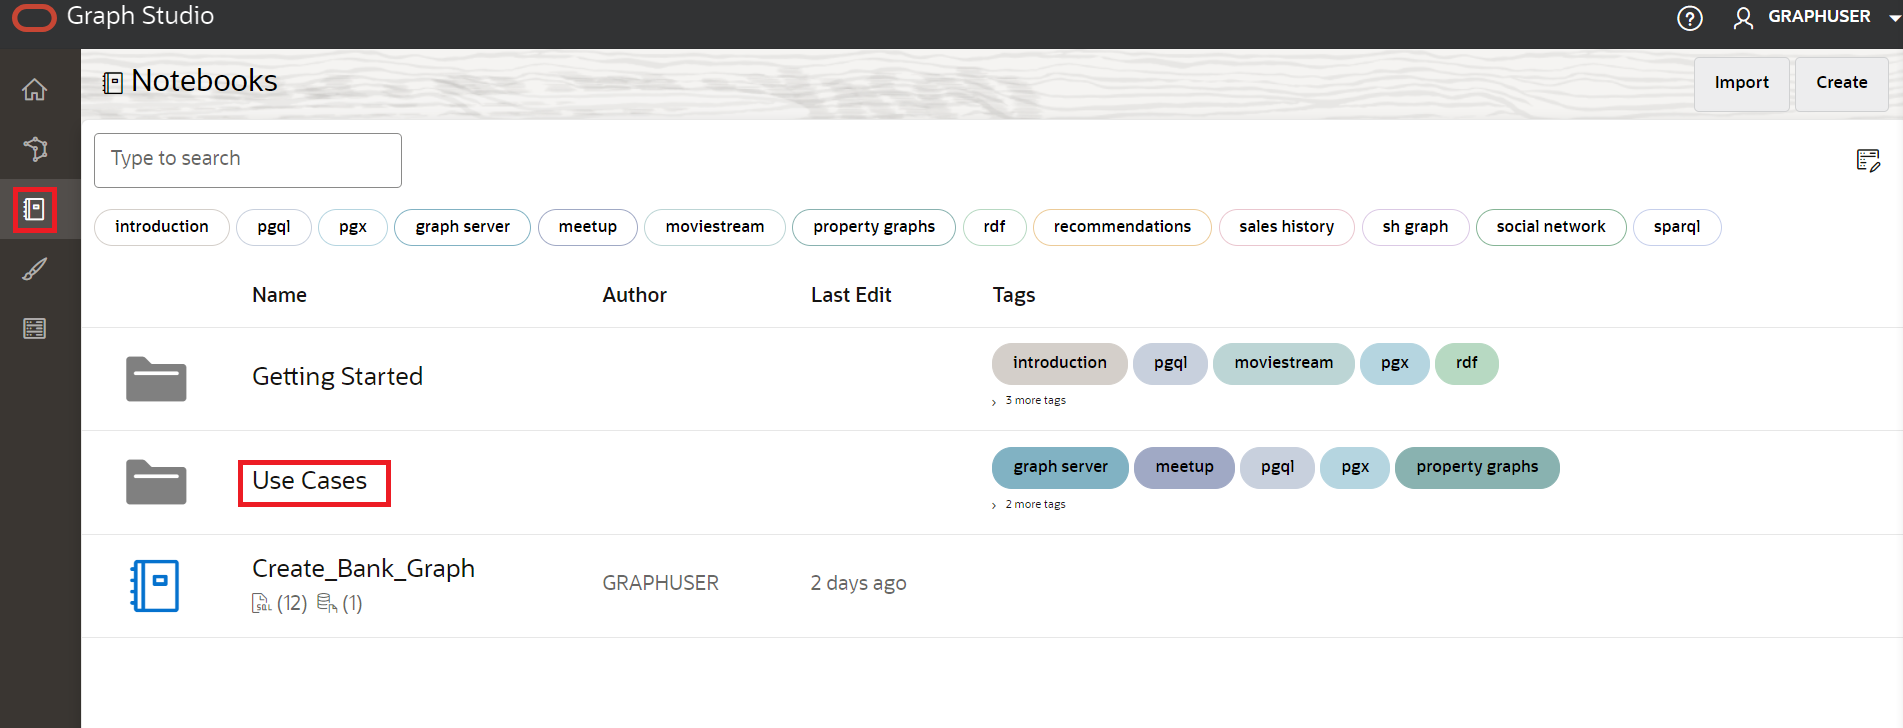 Graph Studio
GRAPHUSER
Notebooks
Import
Create
Type to search
introduction pgql pgx graph server meetup moviestream property graphs rdf recommendations sales history sh graph social network sparql
Name Author Last Edit Tags
Getting Started
introduction pgql moviestream pgx rdf
3 more tags
Use Cases
graph server meetup pgql pgx property graphs
2 more tags
Create_Bank_Graph
SQL (12) (1)
GRAPHUSER
2 days ago